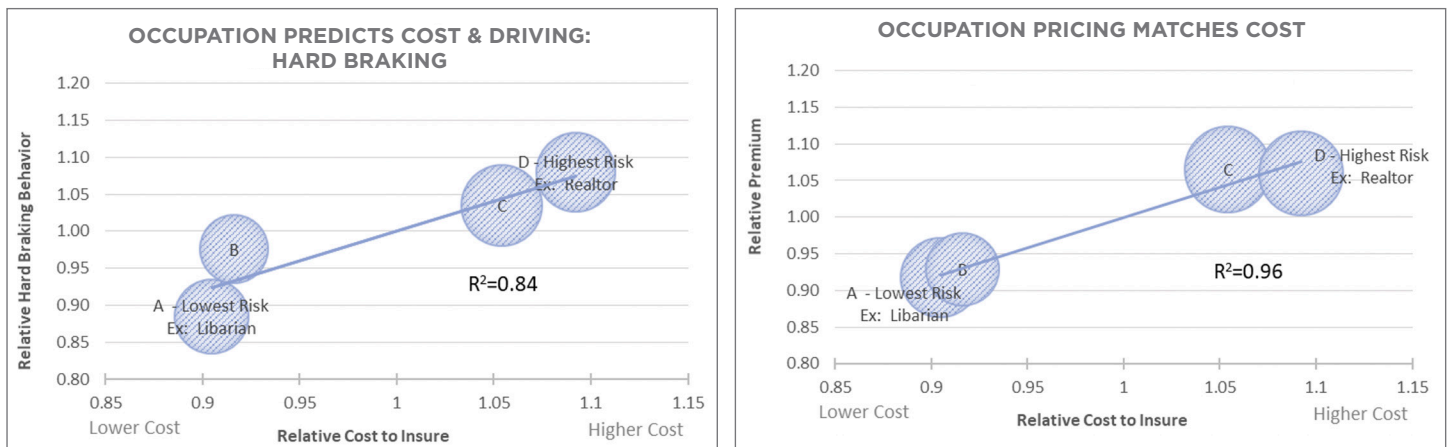 OCCUPATION PREDICTS COST & DRIVING:
HARD BRAKING
Relative Hard Braking Behavior
1.20
1.15
1.10
1.05
1.00
0.95
0.90
0.85
0.80
D - Highest Risk
Ex: Realtor
C
B
R²=0.84
A - Lowest Risk
Ex: Libarian
0.85
0.9
0.95
1
1.05
1.1
1.15
Lower Cost
Relative Cost to Insure
Higher Cost
OCCUPATION PRICING MATCHES COST
Relative Premium
1.20
1.15
1.10
1.05
1.00
0.95
0.90
0.85
0.80
C
D - Highest Risk
Ex: Realtor
B
R²=0.96
A - Lowest Risk
Ex: Libarian
0.85
0.9
0.95
1
1.05
1.1
1.15
Lower Cost
Relative Cost to Insure
Higher Cost